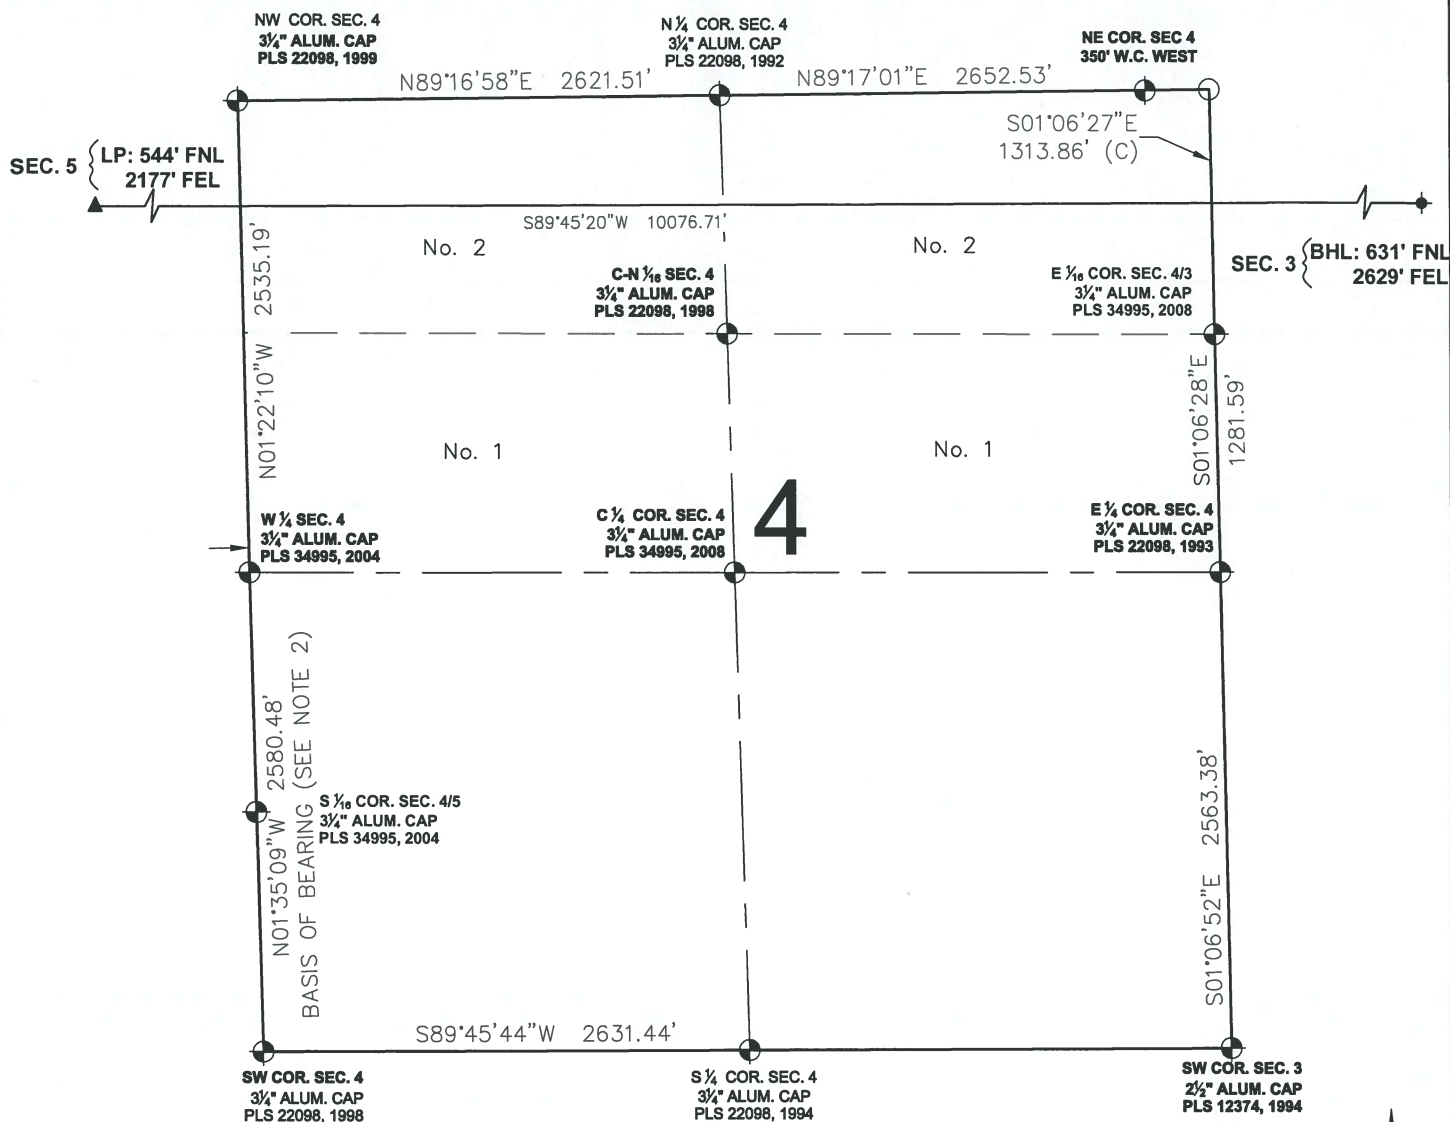 NW COR. SEC. 4
3¼" ALUM. CAP
PLS 22098, 1999
N ¼ COR. SEC. 4
3¼" ALUM. CAP
PLS 22098, 1992
NE COR. SEC 4
350' W.C. WEST
N89°16'58"E 2621.51'
N89°17'01"E 2652.53'
S01°06'27"E
1313.86' (C)
SEC. 5
LP: 544' FNL
2177' FEL
S89°45'20"W 10076.71'
SEC. 3
BHL: 631' FNL
2629' FEL
No. 2
No. 2
N01°22'10"W 2535.19'
C-N 1/16 SEC. 4
3¼" ALUM. CAP
PLS 22098, 1998
E 1/16 COR. SEC. 4/3
3¼" ALUM. CAP
PLS 34995, 2008
S01°06'28"E
1281.59'
No. 1
No. 1
4
W ¼ SEC. 4
3¼" ALUM. CAP
PLS 34995, 2004
C ¼ COR. SEC. 4
3¼" ALUM. CAP
PLS 34995, 2008
E ¼ COR. SEC. 4
3¼" ALUM. CAP
PLS 22098, 1993
N01°35'09"W 2580.48'
BASIS OF BEARING (SEE NOTE 2)
S 1/16 COR. SEC. 4/5
3¼" ALUM. CAP
PLS 34995, 2004
S01°06'52"E 2563.38'
S89°45'44"W 2631.44'
SW COR. SEC. 4
3¼" ALUM. CAP
PLS 22098, 1998
S ¼ COR. SEC. 4
3¼" ALUM. CAP
PLS 22098, 1994
SW COR. SEC. 3
2½" ALUM. CAP
PLS 12374, 1994